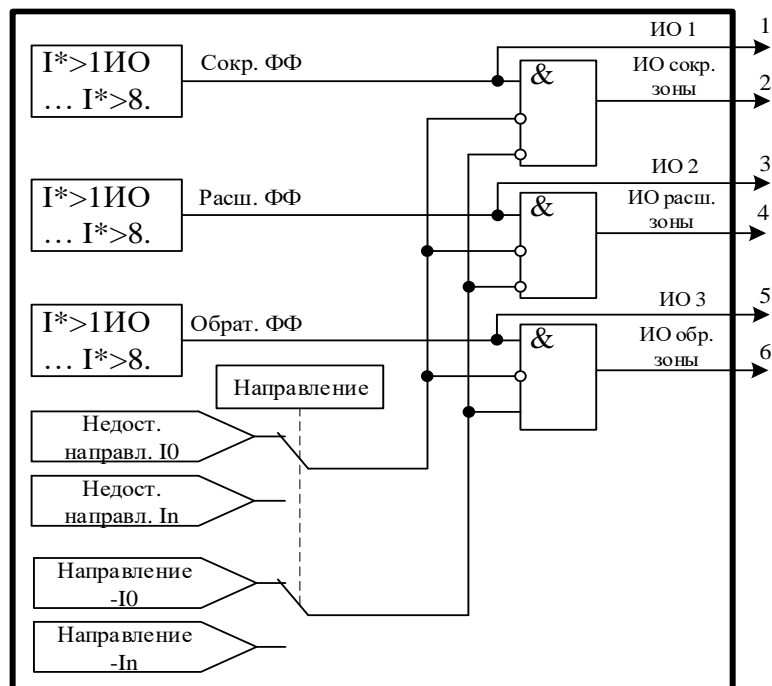 ИО 1
1
I*>1ИО
… I*>8.
Сокр. ФФ
&
ИО сокр.
зоны
2
ИО 2
3
I*>1ИО
… I*>8.
Расш. ФФ
&
ИО расш.
зоны
4
ИО 3
5
I*>1ИО
… I*>8.
Обрат. ФФ
&
ИО обр.
зоны
6
Направление
Недост.
направл. I0
Недост.
направл. In
Направление
-I0
Направление
-In